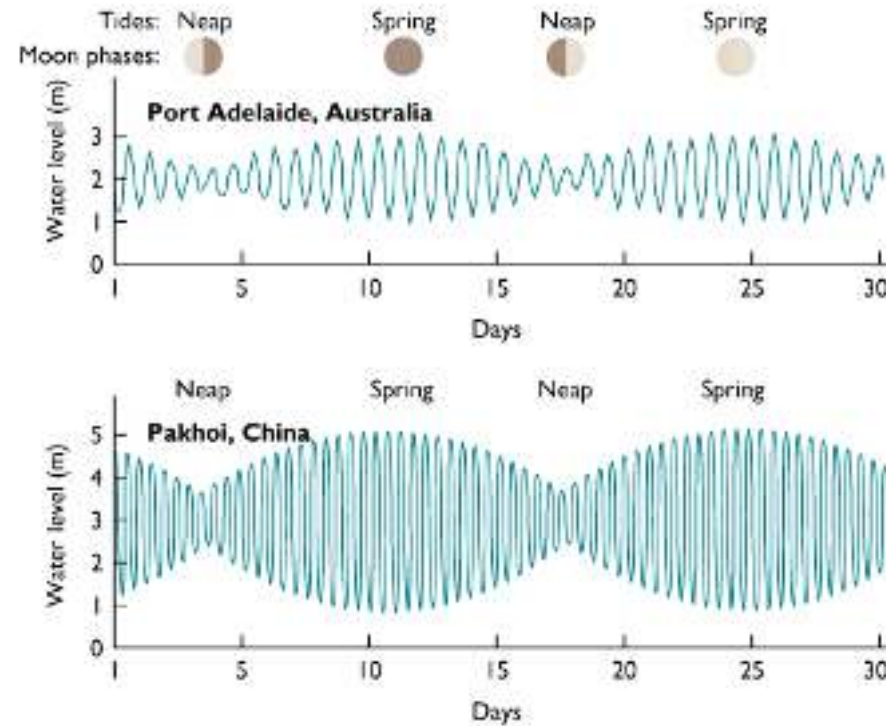 Tides: Neap Spring Neap Spring
Moon phases:
Port Adelaide, Australia
Water level (m)
3
2
1
0
1 5 10 15 20 25 30
Days
Neap Spring Neap Spring
Pakhoi, China
Water level (m)
5
4
3
2
1
0
1 5 10 15 20 25 30
Days